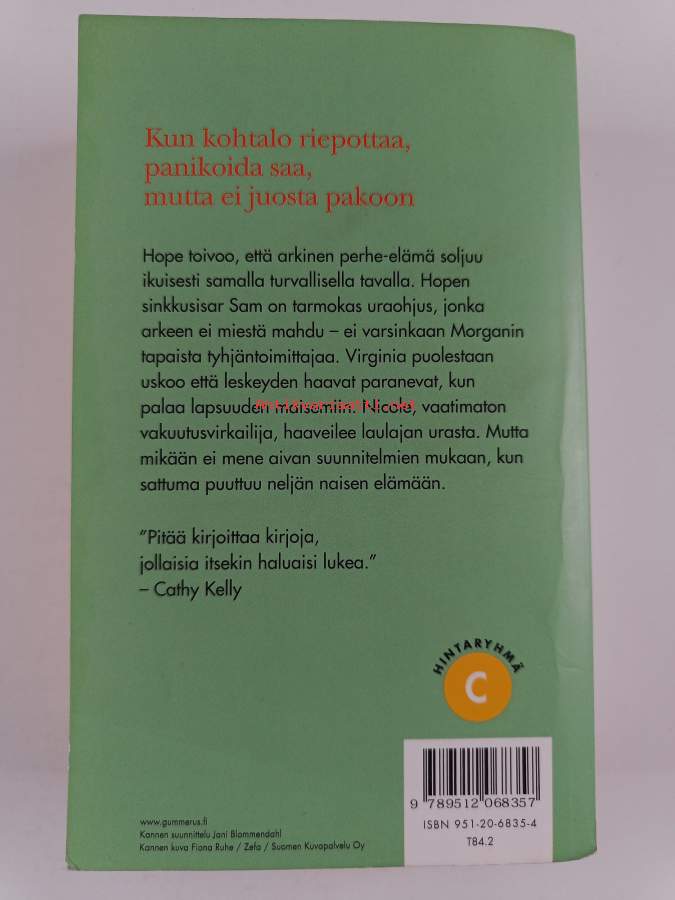 Kun kohtalo riepottaa,
panikoida saa,
mutta ei juosta pakoon
Hope toivoo, että arkinen perhe-elämä soljuu
ikuisesti samalla turvallisella tavalla. Hopen
sinkkusisar Sam on tarmokas uraohjus, jonka
arkeen ei miestä mahdu – ei varsinkaan Morganin
tapaista tyhjäntoimittajaa. Virginia puolestaan
uskoo että leskeyden haavat paranevat, kun
palaa lapsuuden maisemiin. Nicole, vaatimaton
vakuutusvirkailija, haaveilee laulajan urasta. Mutta
mikään ei mene aivan suunnitelmien mukaan, kun
sattuma puuttuu neljän naisen elämään.
”Pitää kirjoittaa kirjoja,
jollaisia itsekin haluaisi lukea.”
– Cathy Kelly
HINTARYHMÄ
C
9 789512 068357
ISBN 951-20-6835-4
T84.2
www.gummerus.fi
Kannen suunnittelu Jani Blommendahl
Kannen kuva Fiona Ruhe / Zefa / Suomen Kuvapalvelu Oy